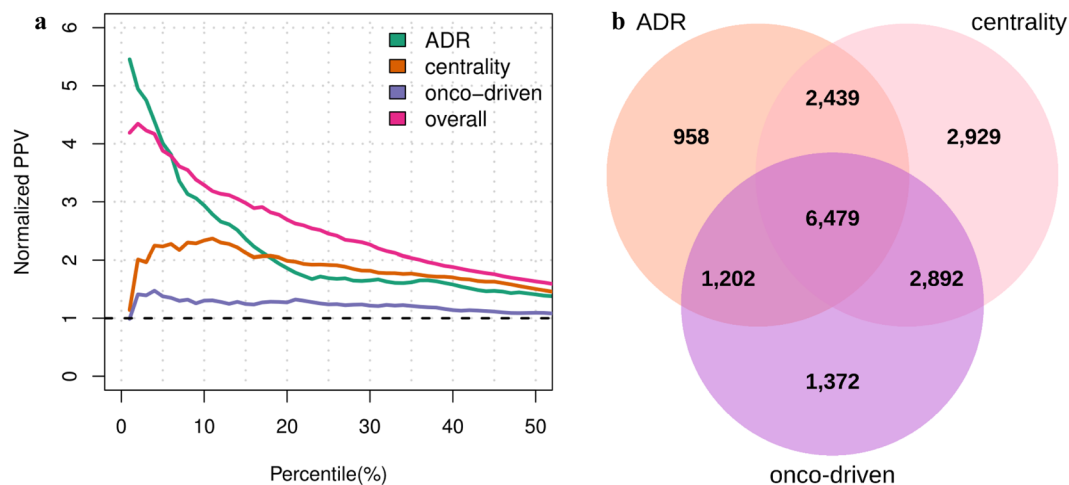 a
6
5
4
3
2
1
0
Normalized PPV
ADR
centrality
onco−driven
overall
0 10 20 30 40 50
Percentile(%)
b
ADR
centrality
2,439
958
2,929
6,479
1,202
2,892
1,372
onco-driven